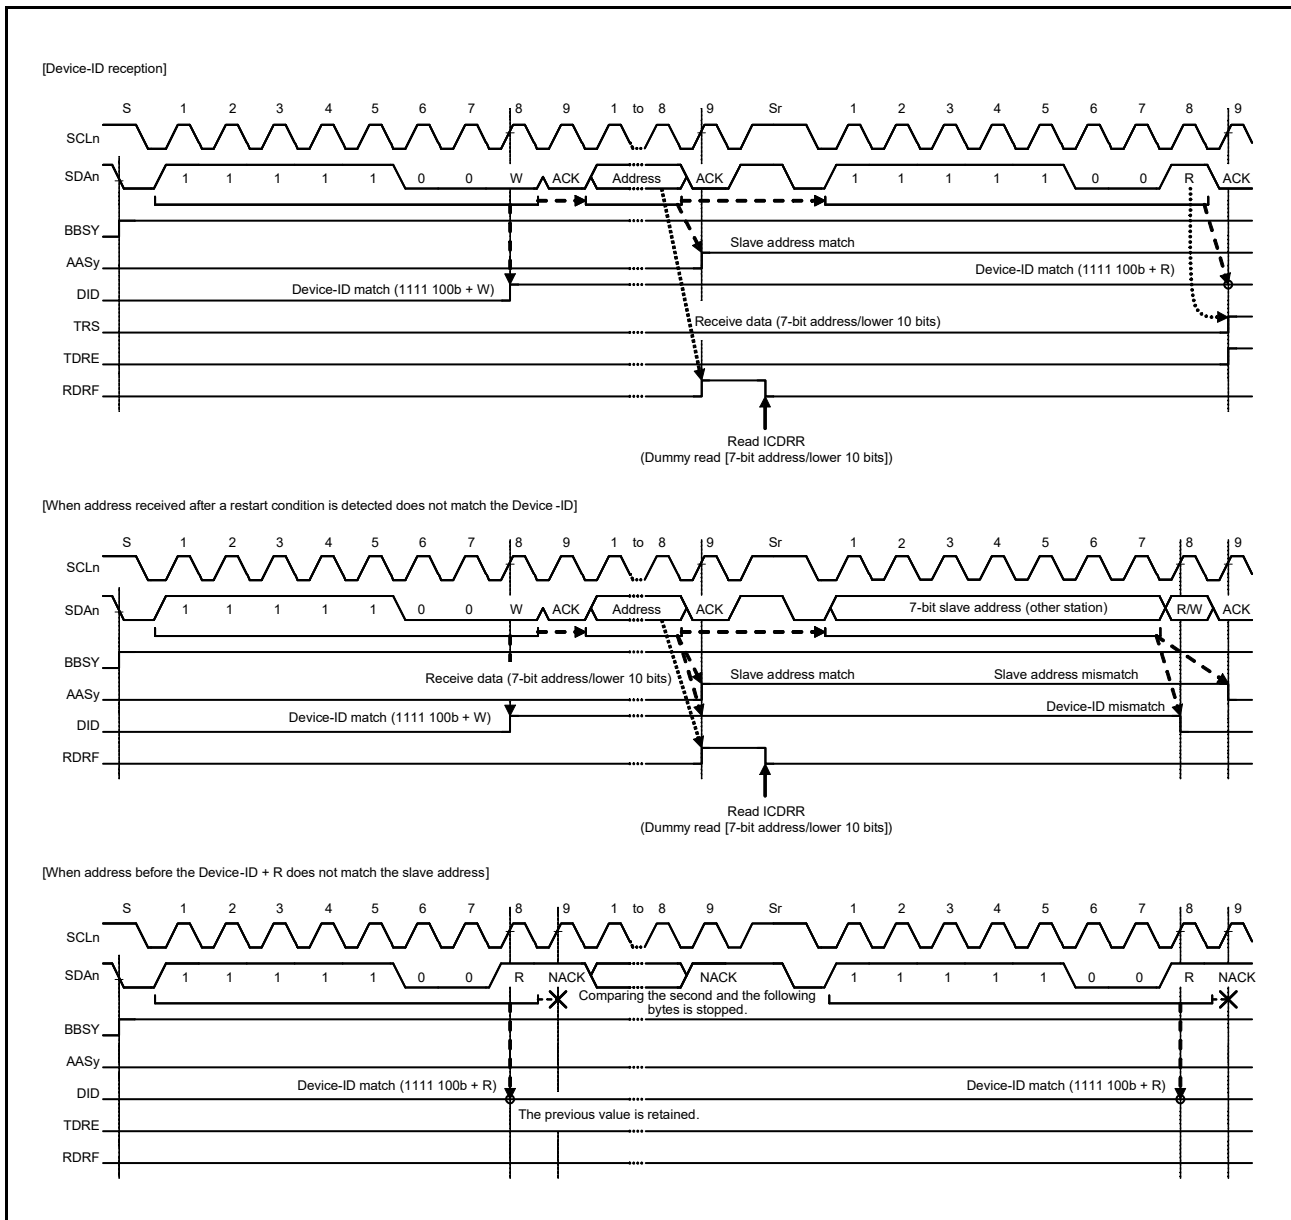 [Device-ID reception]
S 1 2 3 4 5 6 7 8 9 1 to 8 9 Sr 1 2 3 4 5 6 7 8 9
SCLn
SDAn 1 1 1 1 1 0 0 W ACK Address ACK 1 1 1 1 1 0 0 R ACK
BBSY
Slave address match
AASy
Device-ID match (1111 100b + R)
DID Device-ID match (1111 100b + W)
TRS Receive data (7-bit address/lower 10 bits)
TDRE
RDRF
Read ICDRR
(Dummy read [7-bit address/lower 10 bits])
[When address received after a restart condition is detected does not match the Device -ID]
S 1 2 3 4 5 6 7 8 9 1 to 8 9 Sr 1 2 3 4 5 6 7 8 9
SCLn
SDAn 1 1 1 1 1 0 0 W ACK Address ACK 7-bit slave address (other station) R/W ACK
BBSY
Receive data (7-bit address/lower 10 bits) Slave address match Slave address mismatch
AASy
Device-ID mismatch
DID Device-ID match (1111 100b + W)
RDRF
Read ICDRR
(Dummy read [7-bit address/lower 10 bits])
[When address before the Device-ID + R does not match the slave address]
S 1 2 3 4 5 6 7 8 9 1 to 8 9 Sr 1 2 3 4 5 6 7 8 9
SCLn
SDAn 1 1 1 1 1 0 0 R NACK NACK 1 1 1 1 1 0 0 R NACK
Comparing the second and the following
bytes is stopped.
BBSY
AASy
Device-ID match (1111 100b + R) Device-ID match (1111 100b + R)
DID
The previous value is retained.
TDRE
RDRF